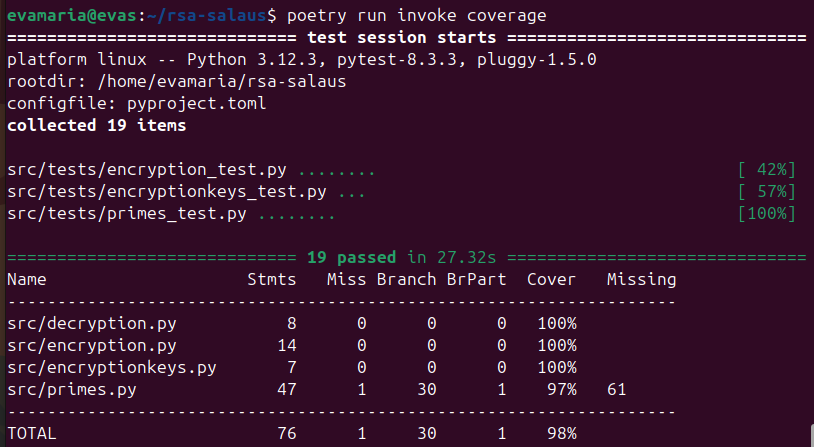 evamaria@evas:~/rsa-salaus$ poetry run invoke coverage
============================= test session starts ==============================
platform linux -- Python 3.12.3, pytest-8.3.3, pluggy-1.5.0
rootdir: /home/evamaria/rsa-salaus
configfile: pyproject.toml
collected 19 items
src/tests/encryption_test.py ........ [ 42%]
src/tests/encryptionkeys_test.py ... [ 57%]
src/tests/primes_test.py ........ [100%]
============================= 19 passed in 27.32s ==============================
Name Stmts Miss Branch BrPart Cover Missing
-------------------------------------------------------------------
src/decryption.py 8 0 0 0 100%
src/encryption.py 14 0 0 0 100%
src/encryptionkeys.py 7 0 0 0 100%
src/primes.py 47 1 30 1 97% 61
-------------------------------------------------------------------
TOTAL 76 1 30 1 98%